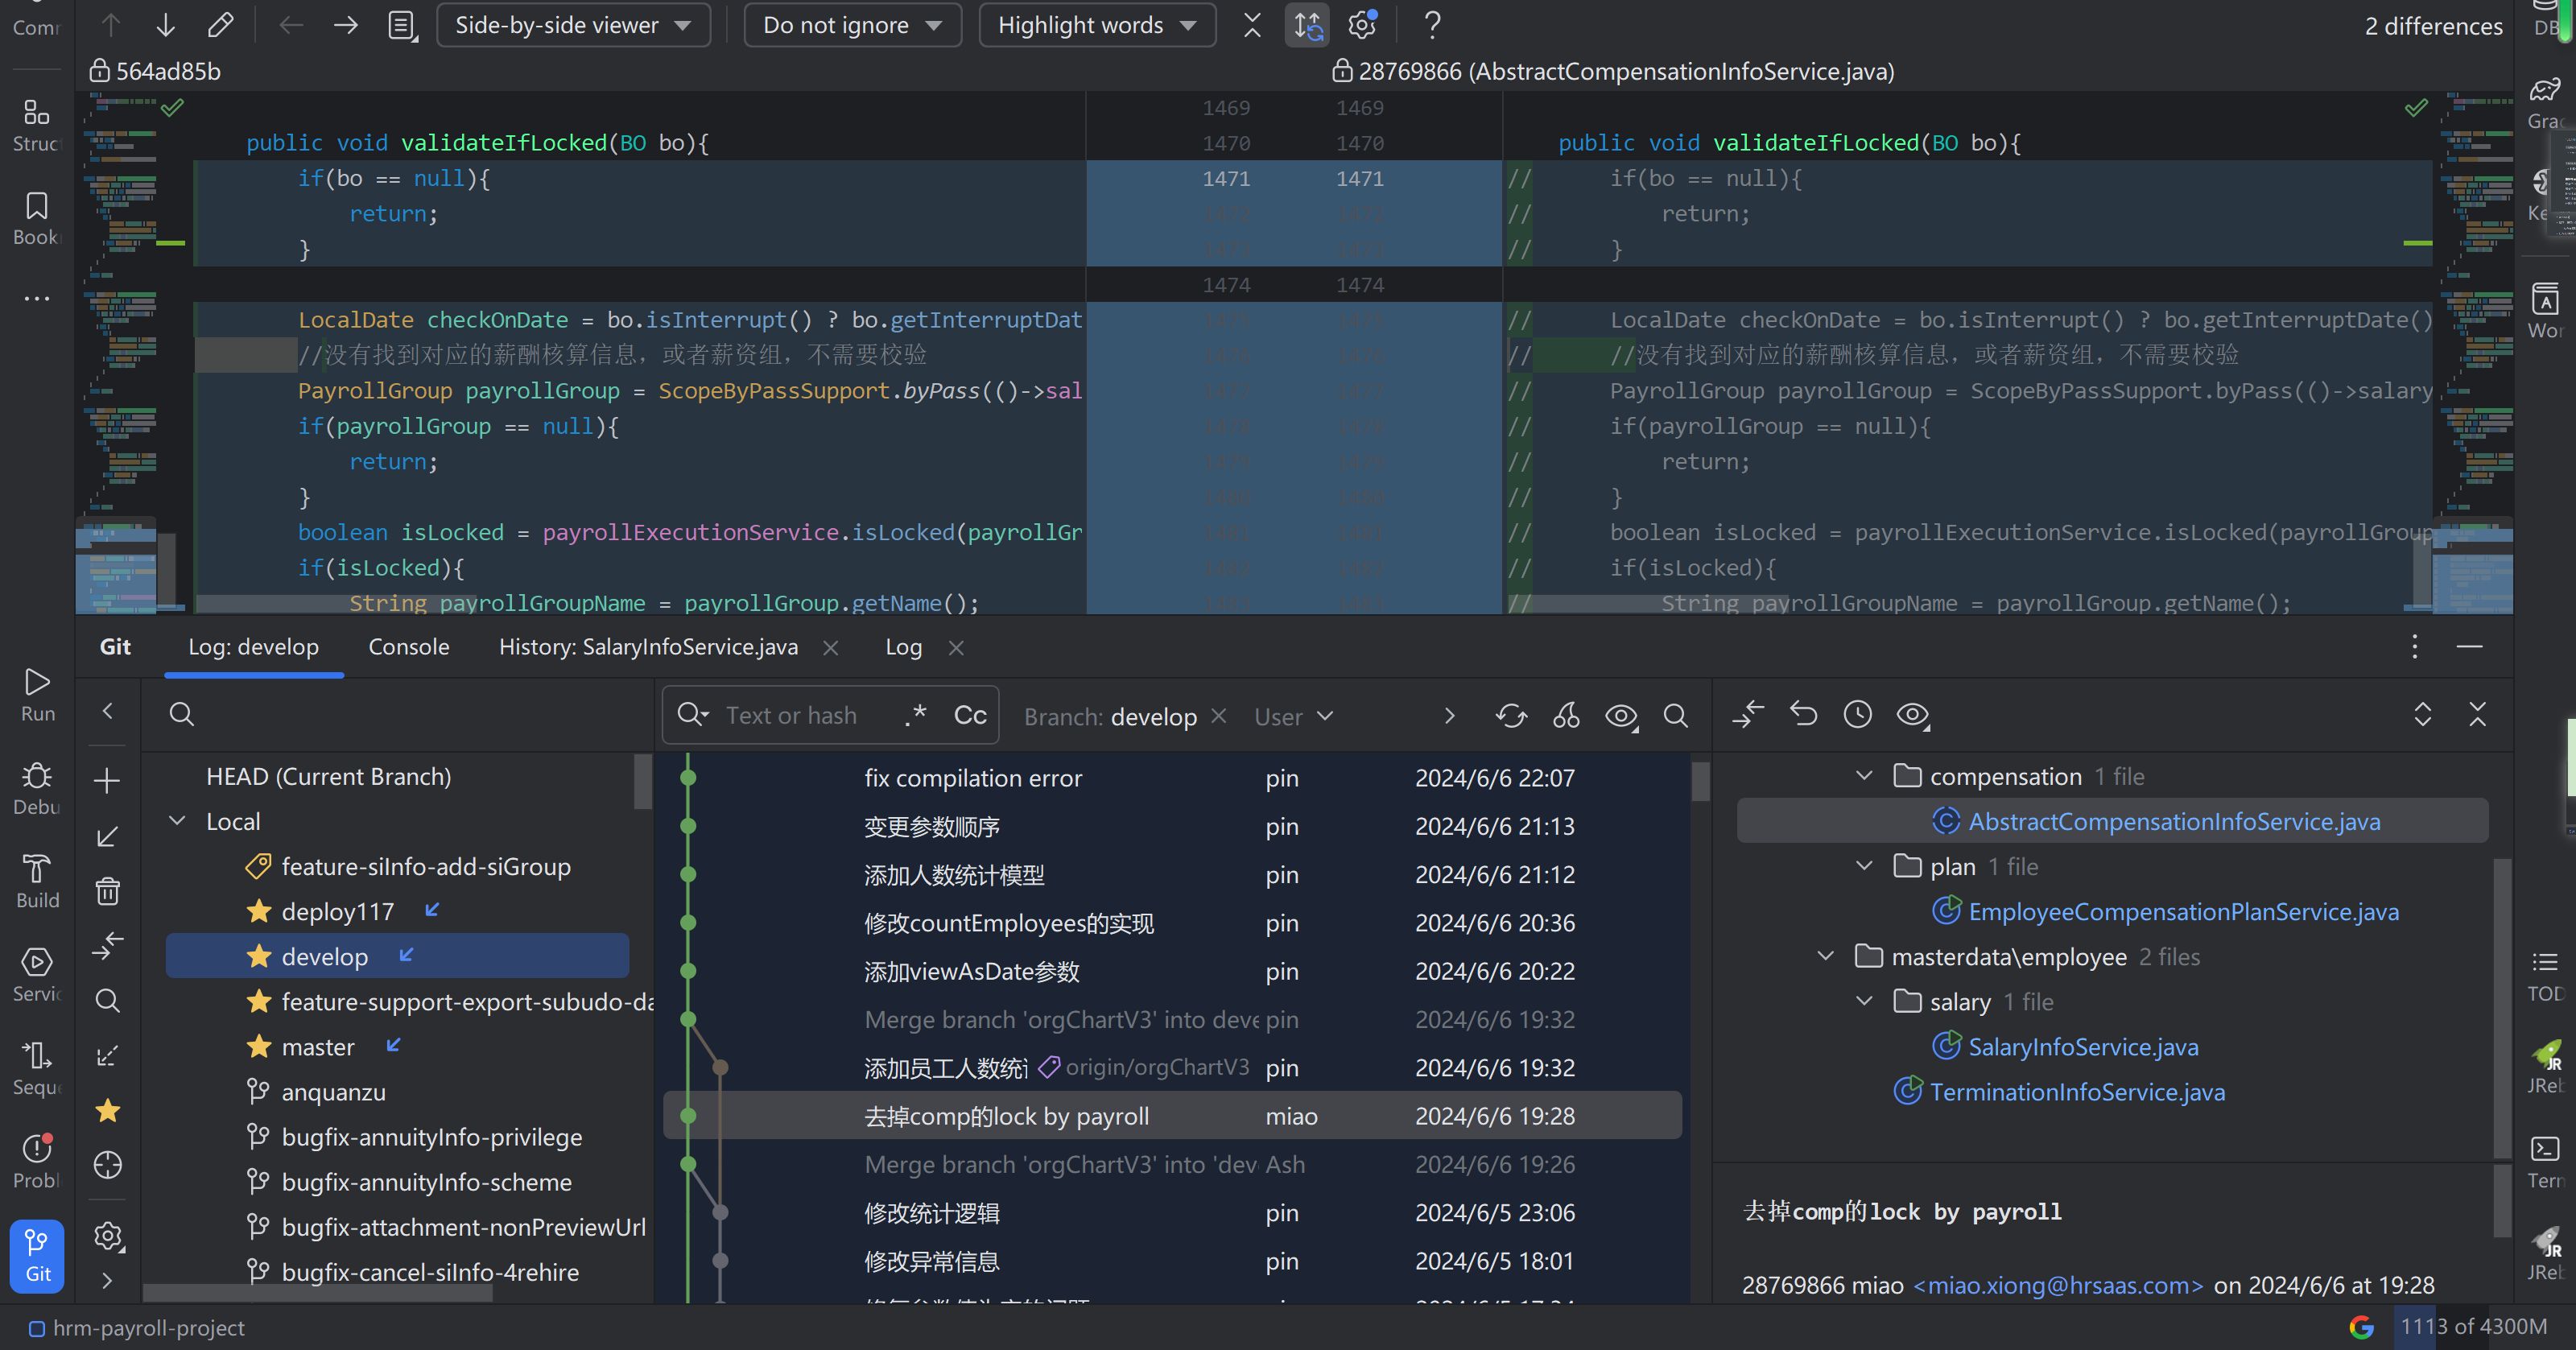 Side-by-side viewer
Do not ignore
Highlight words
?
2 differences
564ad85b
28769866 (AbstractCompensationInfoService.java)
1469 1469
public void validateIfLocked(BO bo){ 1470 1470 public void validateIfLocked(BO bo){
if(bo == null){ 1471 1471 // if(bo == null){
return; // return;
} // }
1474 1474
LocalDate checkOnDate = bo.isInterrupt() ? bo.getInterruptDat // LocalDate checkOnDate = bo.isInterrupt() ? bo.getInterruptDate()
//没有找到对应的薪酬核算信息，或者薪资组，不需要校验 // //没有找到对应的薪酬核算信息，或者薪资组，不需要校验
PayrollGroup payrollGroup = ScopeByPassSupport.byPass(()->sal // PayrollGroup payrollGroup = ScopeByPassSupport.byPass(()->salary
if(payrollGroup == null){ // if(payrollGroup == null){
return; // return;
} // }
boolean isLocked = payrollExecutionService.isLocked(payrollGr // boolean isLocked = payrollExecutionService.isLocked(payrollGroup
if(isLocked){ // if(isLocked){
String payrollGroupName = payrollGroup.getName(); // String payrollGroupName = payrollGroup.getName();
Comr
Struc
Book
Run
Debu
Build
Servic
Sequ
Probl
Git
Git
Log: develop
Console
History: SalaryInfoService.java
Log
HEAD (Current Branch)
Local
feature-siInfo-add-siGroup
deploy117
develop
feature-support-export-subudo-da
master
anquanzu
bugfix-annuityInfo-privilege
bugfix-annuityInfo-scheme
bugfix-attachment-nonPreviewUrl
bugfix-cancel-siInfo-4rehire
Text or hash
.*
Cc
Branch: develop
User
fix compilation error pin 2024/6/6 22:07
变更参数顺序 pin 2024/6/6 21:13
添加人数统计模型 pin 2024/6/6 21:12
修改countEmployees的实现 pin 2024/6/6 20:36
添加viewAsDate参数 pin 2024/6/6 20:22
Merge branch 'orgChartV3' into deve pin 2024/6/6 19:32
添加员工人数统 origin/orgChartV3 pin 2024/6/6 19:32
去掉comp的lock by payroll miao 2024/6/6 19:28
Merge branch 'orgChartV3' into 'dev Ash 2024/6/6 19:26
修改统计逻辑 pin 2024/6/5 23:06
修改异常信息 pin 2024/6/5 18:01
compensation 1 file
AbstractCompensationInfoService.java
plan 1 file
EmployeeCompensationPlanService.java
masterdata\employee 2 files
salary 1 file
SalaryInfoService.java
TerminationInfoService.java
去掉comp的lock by payroll
28769866 miao <miao.xiong@hrsaas.com> on 2024/6/6 at 19:28
DB
Grac
Ke
Wor
TOD
JReb
Tern
JReb
hrm-payroll-project
1113 of 4300M